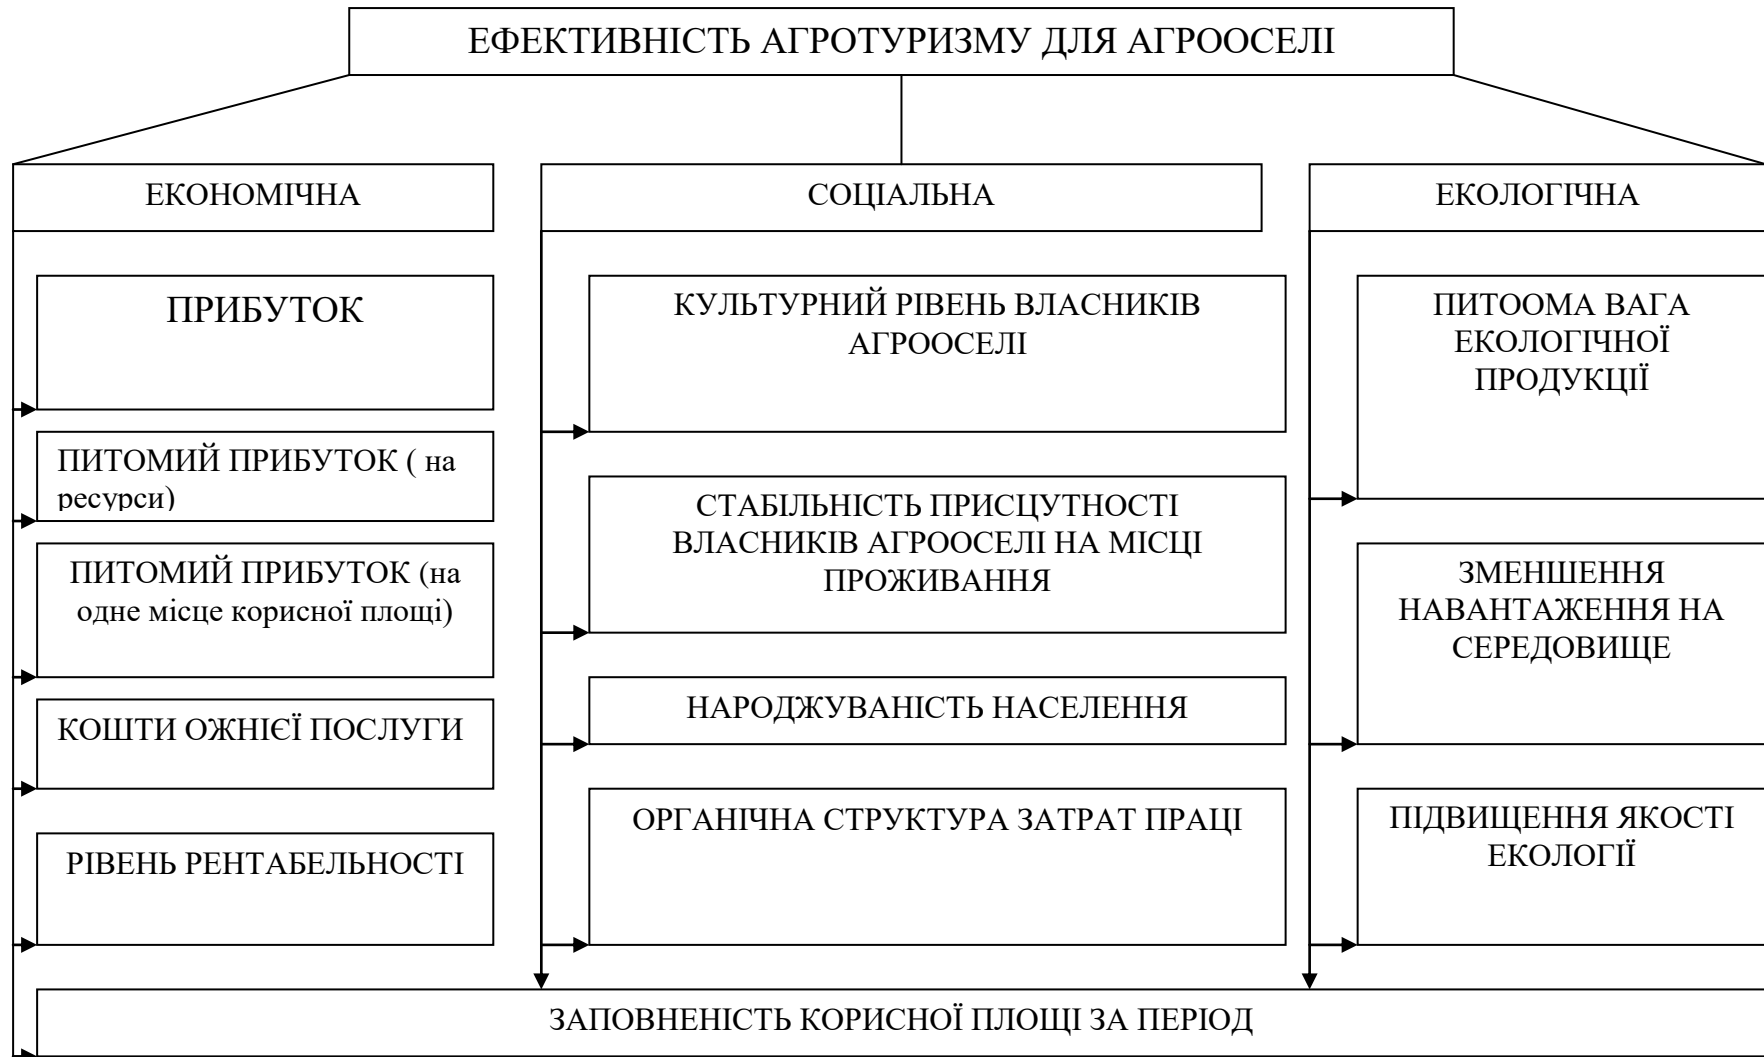 ЕФЕКТИВНІСТЬ АГРОТУРИЗМУ ДЛЯ АГРООСЕЛІ
ЕКОНОМІЧНА
ПРИБУТОК
ПИТОМИЙ ПРИБУТОК ( на
ресурси)
ПИТОМИЙ ПРИБУТОК (на
одне місце корисної площі)
КОШТИ ОЖНІЄЇ ПОСЛУГИ
РІВЕНЬ РЕНТАБЕЛЬНОСТІ
СОЦІАЛЬНА
КУЛЬТУРНИЙ РІВЕНЬ ВЛАСНИКІВ
АГРООСЕЛІ
СТАБІЛЬНІСТЬ ПРИСЦУТНОСТІ
ВЛАСНИКІВ АГРООСЕЛІ НА МІСЦІ
ПРОЖИВАННЯ
НАРОДЖУВАНІСТЬ НАСЕЛЕННЯ
ОРГАНІЧНА СТРУКТУРА ЗАТРАТ ПРАЦІ
ЕКОЛОГІЧНА
ПИТООМА ВАГА
ЕКОЛОГІЧНОЇ
ПРОДУКЦІЇ
ЗМЕНШЕННЯ
НАВАНТАЖЕННЯ НА
СЕРЕДОВИЩЕ
ПІДВИЩЕННЯ ЯКОСТІ
ЕКОЛОГІЇ
ЗАПОВНЕНІСТЬ КОРИСНОЇ ПЛОЩІ ЗА ПЕРІОД